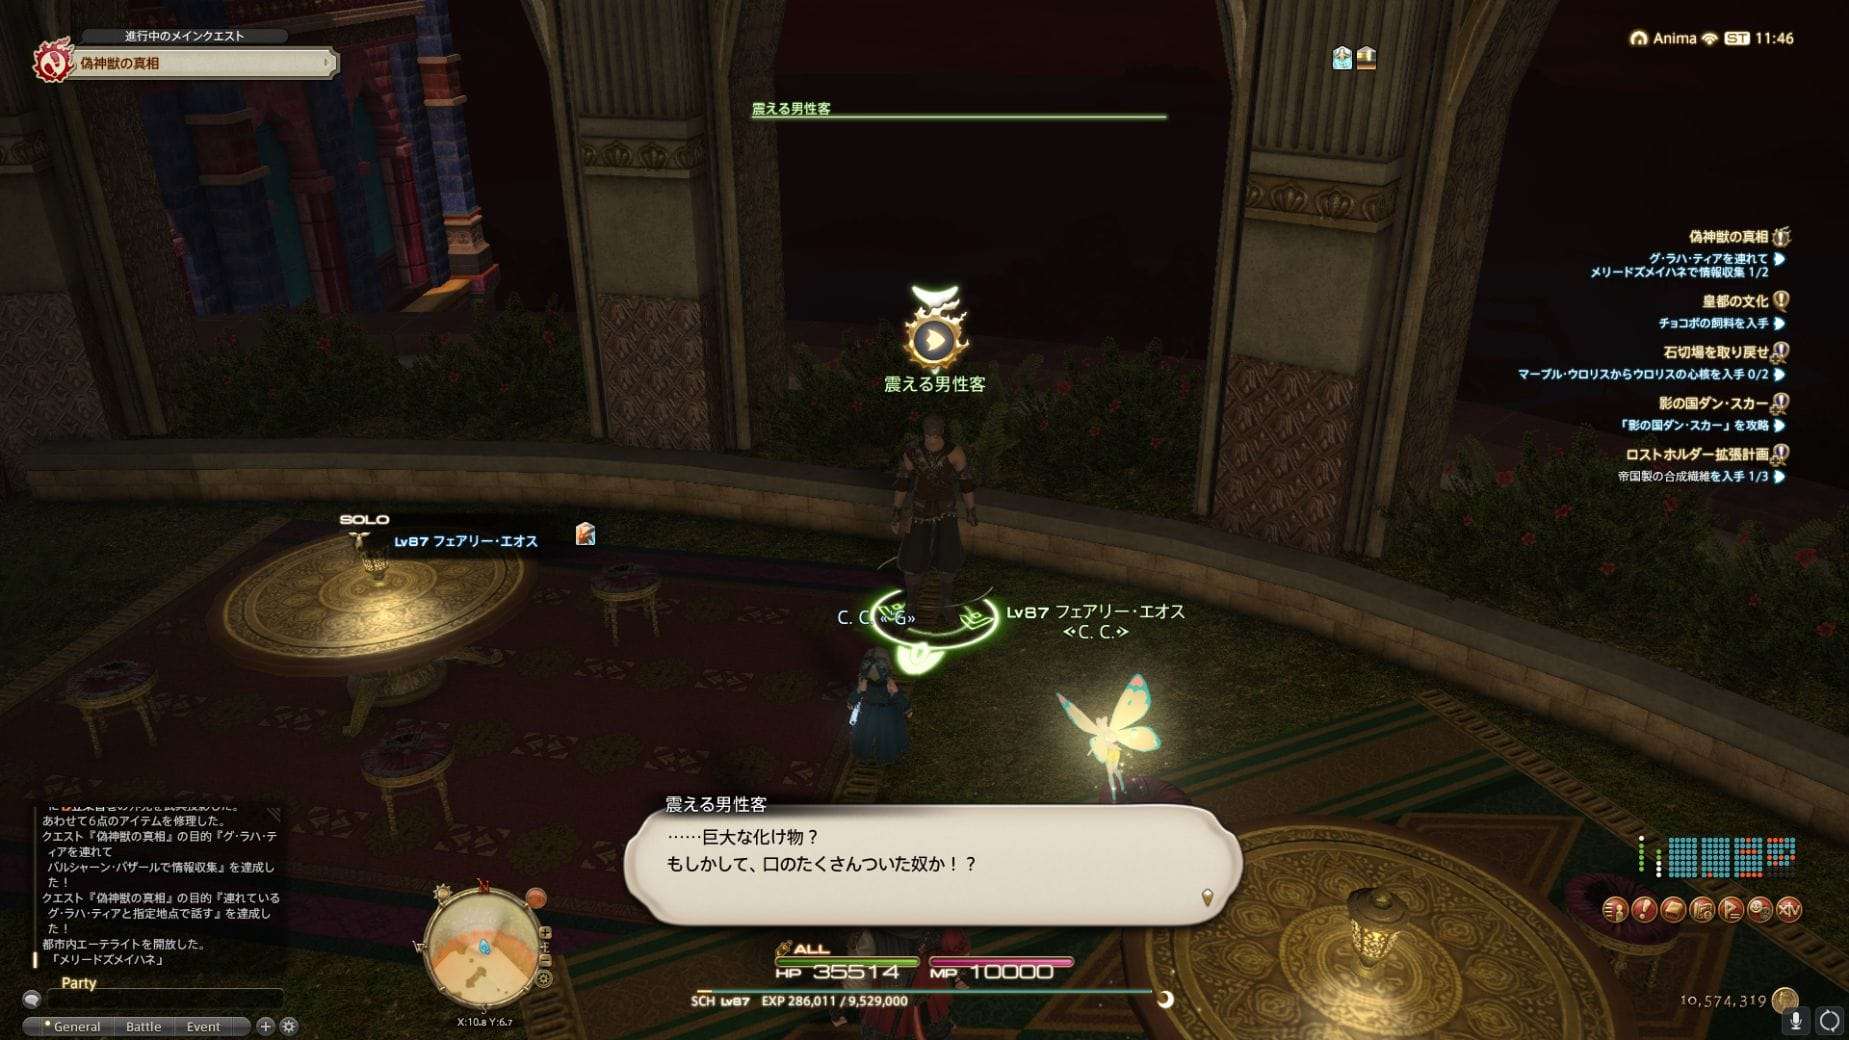 進行中のメインクエスト
偽神獣の真相
Anima ST 11:46
震える男性客
偽神獣の真相
グ・ラハ・ティアを連れて
メリードズメイハネで情報収集 1/2
皇都の文化
チョコボの飼料を入手
石切場を取り戻せ
マーブル・ウロリスからウロリスの心核を入手 0/2
影の国ダン・スカー
「影の国ダン・スカー」を攻略
ロストホルダー拡張計画
帝国製の合成繊維を入手 1/3
震える男性客
SOLO
Lv87 フェアリー・エオス
C. C. «G»
Lv87 フェアリー・エオス
<C. C.>
震える男性客
……巨大な化け物？
もしかして、口のたくさんついた奴か！？
あわせて6点のアイテムを修理した。
クエスト『偽神獣の真相』の目的『グ・ラハ・テ
ィアを連れて
バルシャーン・バザールで情報収集』を達成し
た！
クエスト『偽神獣の真相』の目的『連れている
グ・ラハ・ティアと指定地点で話す』を達成し
た！
都市内エーテライトを開放した。
「メリードズメイハネ」
Party
General Battle Event
N
X:10.8 Y:6.7
ALL
HP 35514 MP 10000
SCH Lv87 EXP 286,011 / 9,529,000
XIV
10,574,319